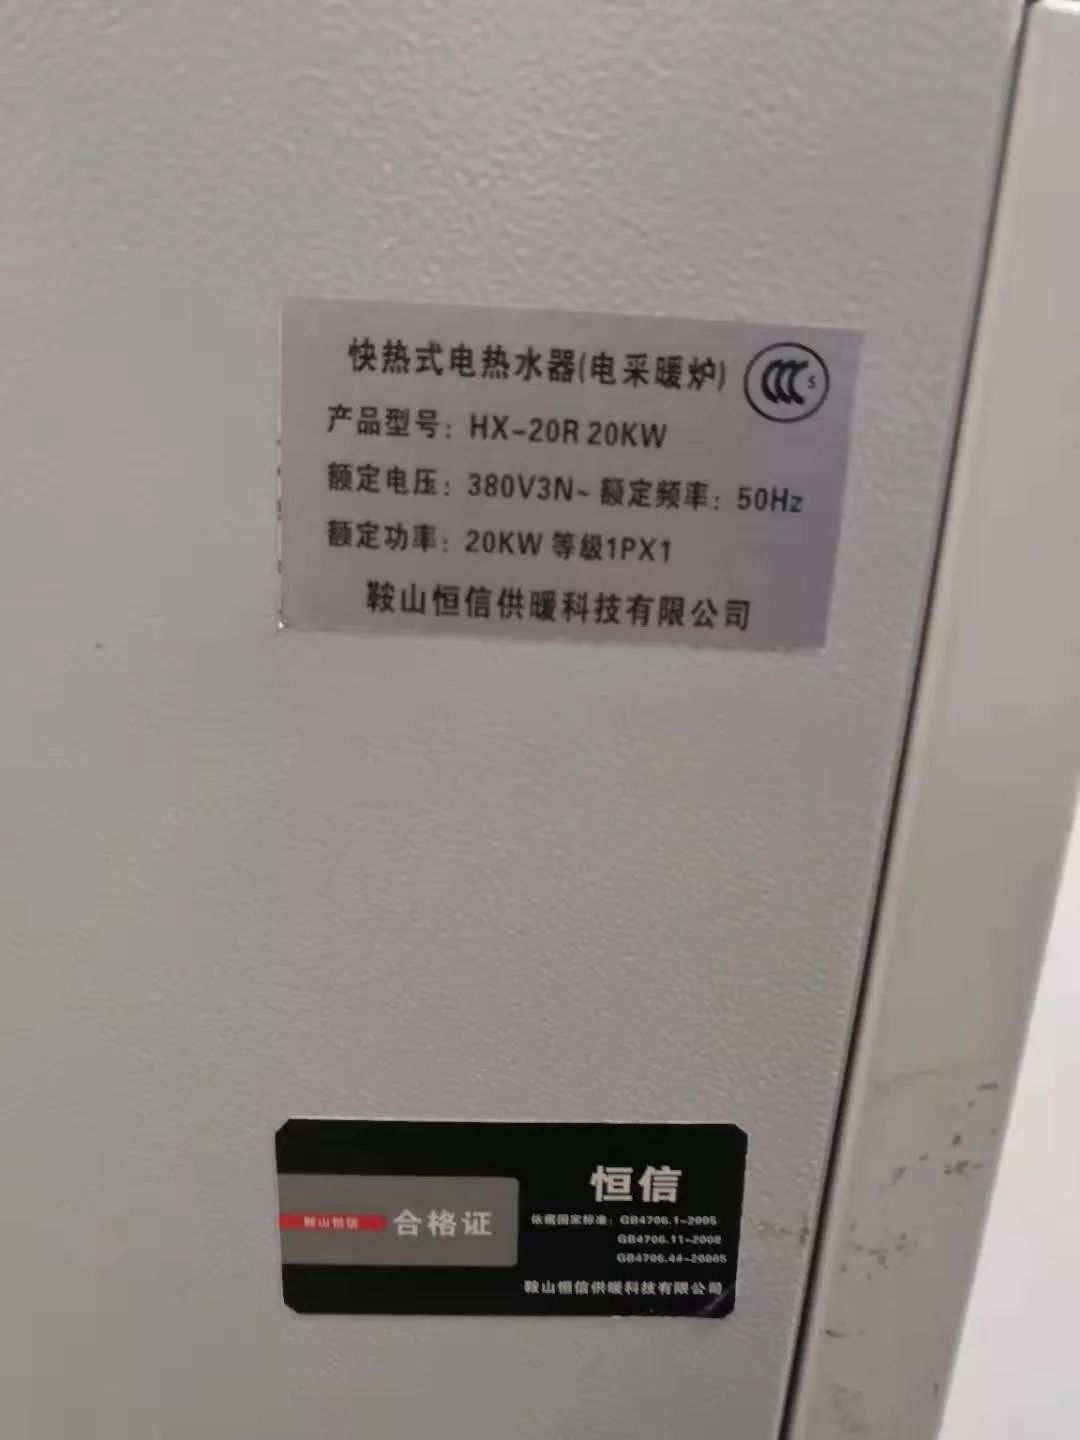 快热式电热水器(电采暖炉)
CCC S
产品型号：HX-20R 20KW
额定电压：380V3N~ 额定频率：50Hz
额定功率：20KW 等级1PX1
鞍山恒信供暖科技有限公司
恒信
鞍山恒信 合格证
依据国家标准：GB4706.1-2005
GB4706.11-2008
GB4706.44-20005
鞍山恒信供暖科技有限公司